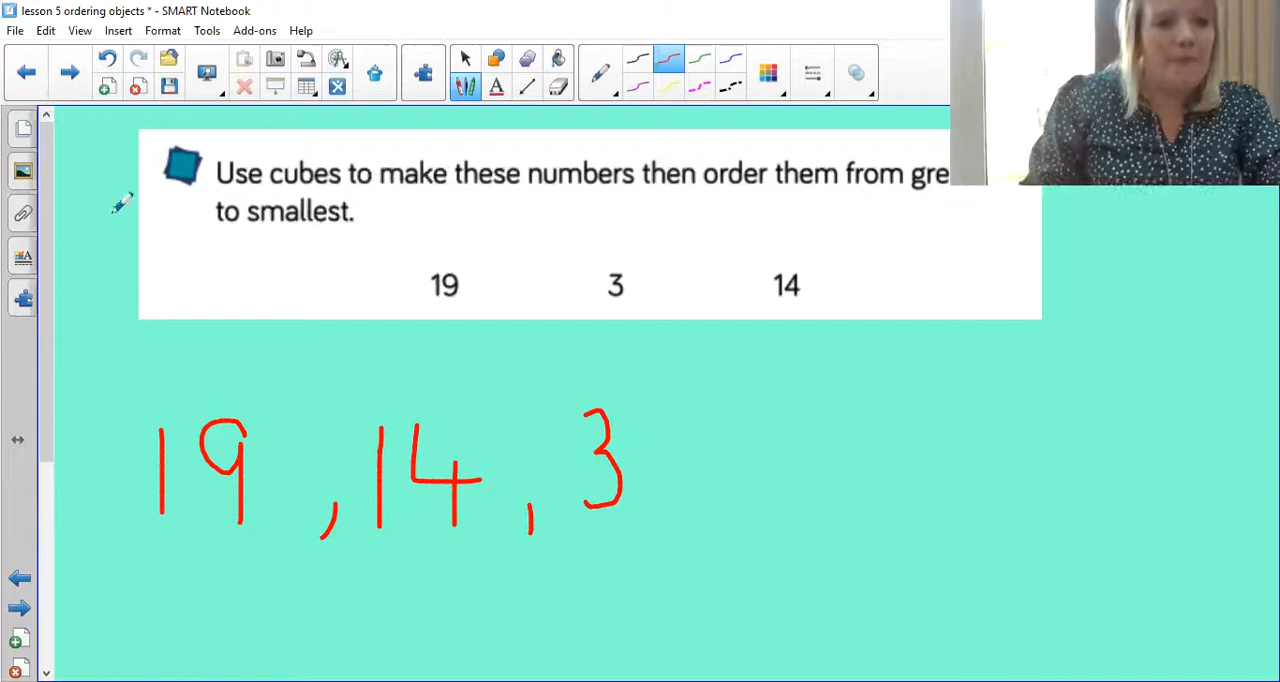 lesson 5 ordering objects * - SMART Notebook
File Edit View Insert Format Tools Add-ons Help
Use cubes to make these numbers then order them from
to smallest.
19 3 14
19 , 14 , 3